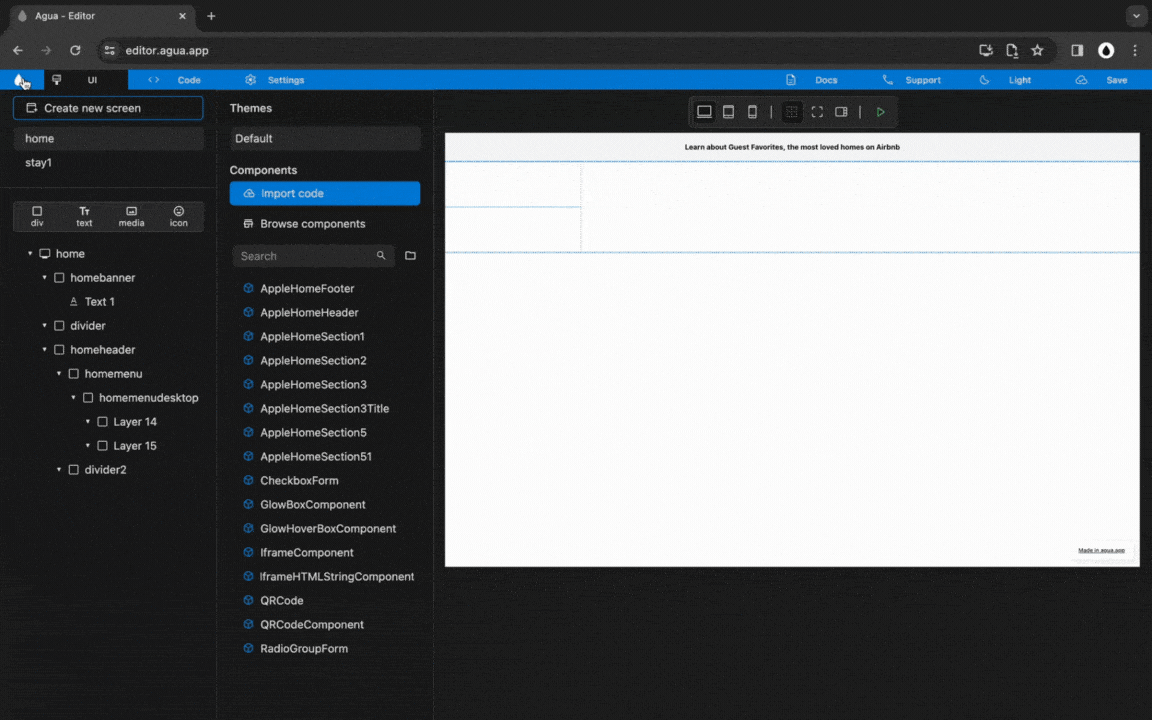 Agua – Editor
editor.agua.app
UI
Code
Settings
Docs
Support
Light
Save
Create new screen
home
stay1
div
text
media
icon
home
homebanner
Text 1
divider
homeheader
homemenu
homemenudesktop
Layer 14
Layer 15
divider2
Themes
Default
Components
Import code
Browse components
Search
AppleHomeFooter
AppleHomeHeader
AppleHomeSection1
AppleHomeSection2
AppleHomeSection3
AppleHomeSection3Title
AppleHomeSection5
AppleHomeSection51
CheckboxForm
GlowBoxComponent
GlowHoverBoxComponent
IframeComponent
IframeHTMLStringComponent
QRCode
QRCodeComponent
RadioGroupForm
Learn about Guest Favorites, the most loved homes on Airbnb
Made in agua.app